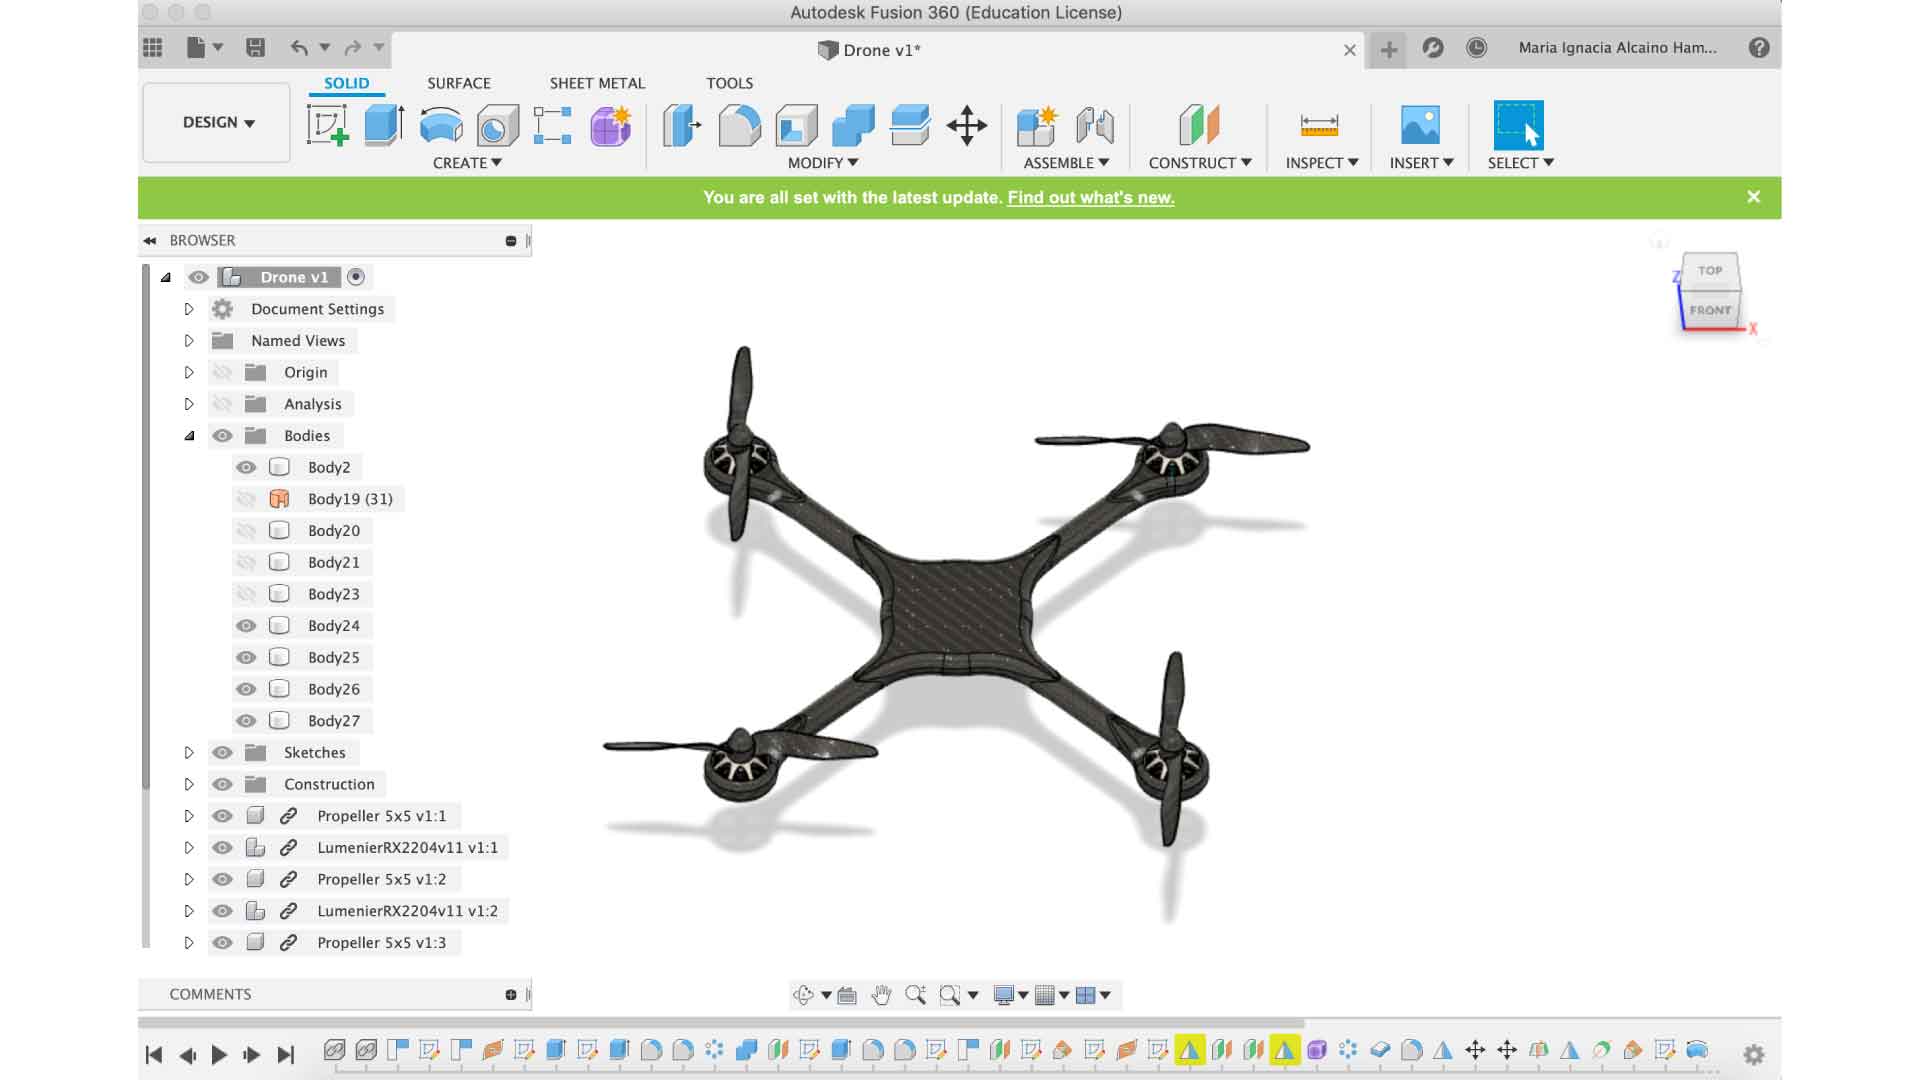 Autodesk Fusion 360 (Education License)
Drone v1*
Maria Ignacia Alcaino Ham...
SOLID SURFACE SHEET METAL TOOLS
DESIGN
CREATE MODIFY ASSEMBLE CONSTRUCT INSPECT INSERT SELECT
You are all set with the latest update. Find out what's new.
BROWSER
Drone v1
Document Settings
Named Views
Origin
Analysis
Bodies
Body2
Body19 (31)
Body20
Body21
Body23
Body24
Body25
Body26
Body27
Sketches
Construction
Propeller 5x5 v1:1
LumenierRX2204v11 v1:1
Propeller 5x5 v1:2
LumenierRX2204v11 v1:2
Propeller 5x5 v1:3
TOP
Z
FRONT
X
COMMENTS